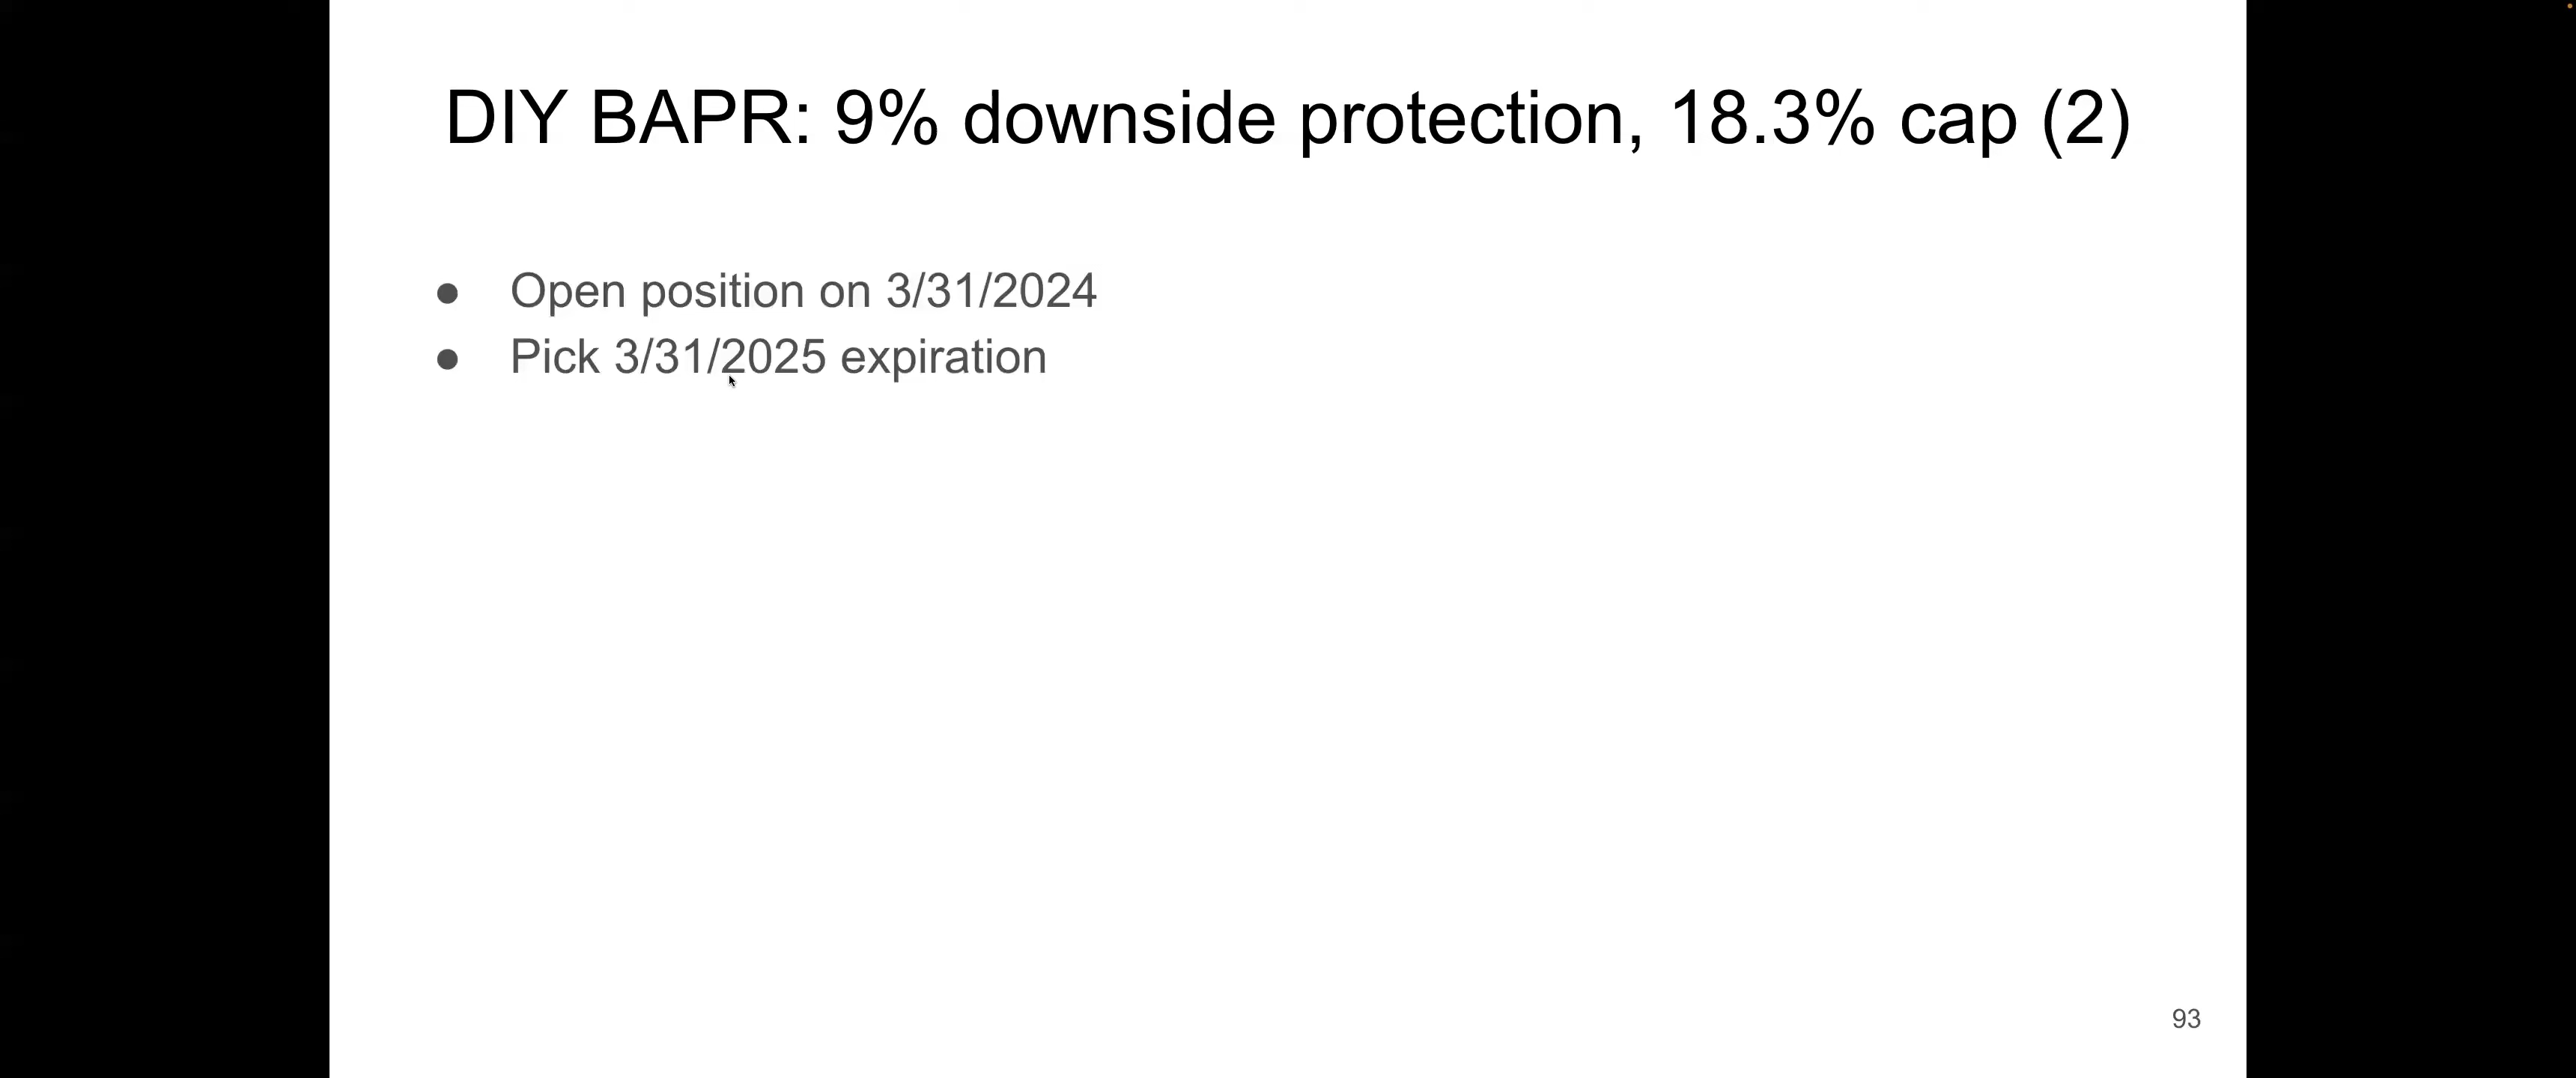 DIY BAPR: 9% downside protection, 18.3% cap (2)
● Open position on 3/31/2024
● Pick 3/31/2025 expiration
93